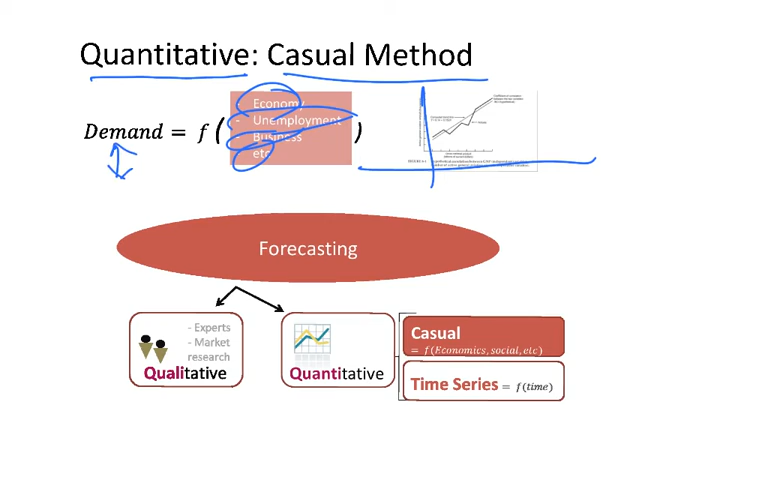 Quantitative: Casual Method
Demand = f (
- Economy
- Unemployment
- Business
etc
)
Forecasting
- Experts
- Market
research
Qualitative
Quantitative
Casual
= f(Economics, social, etc)
Time Series = f(time)